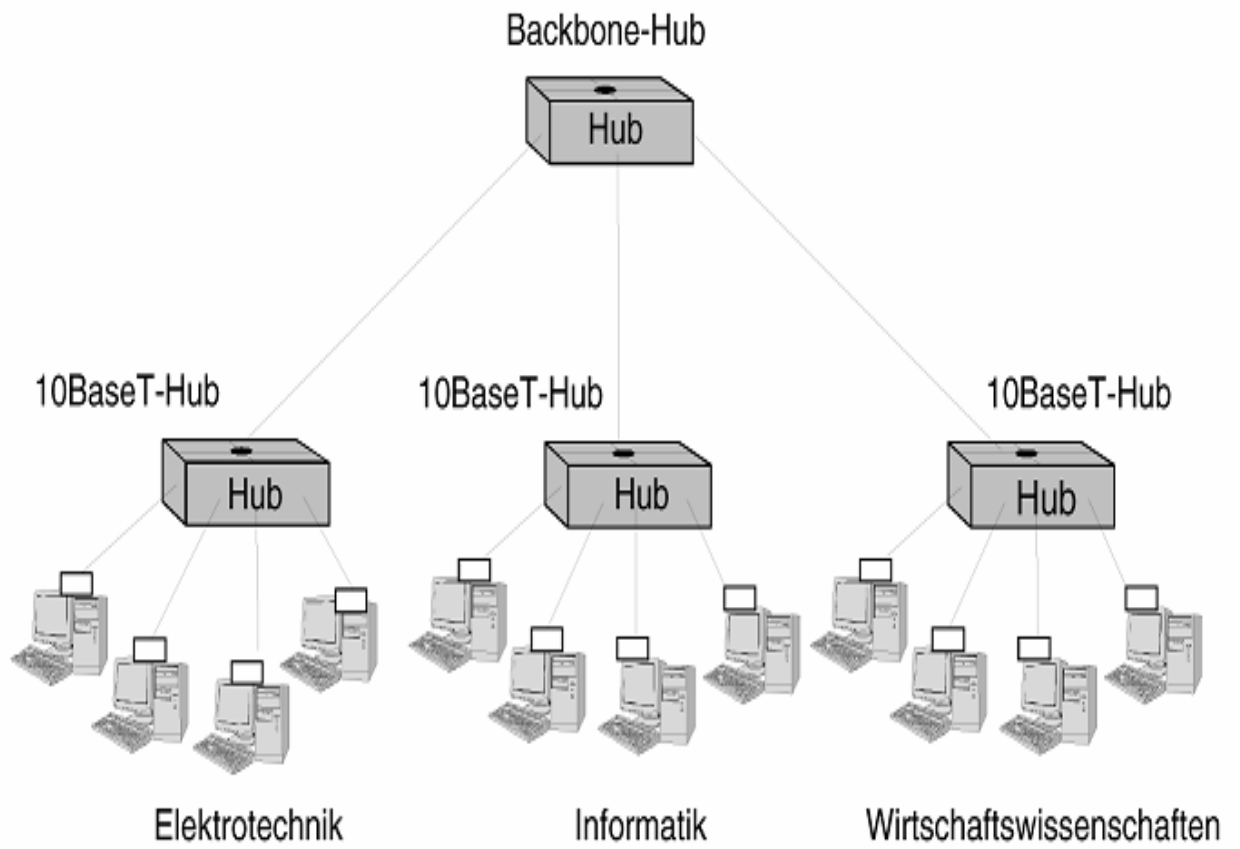 Backbone-Hub
Hub
10BaseT-Hub
10BaseT-Hub
10BaseT-Hub
Hub
Hub
Hub
Elektrotechnik
Informatik
Wirtschaftswissenschaften